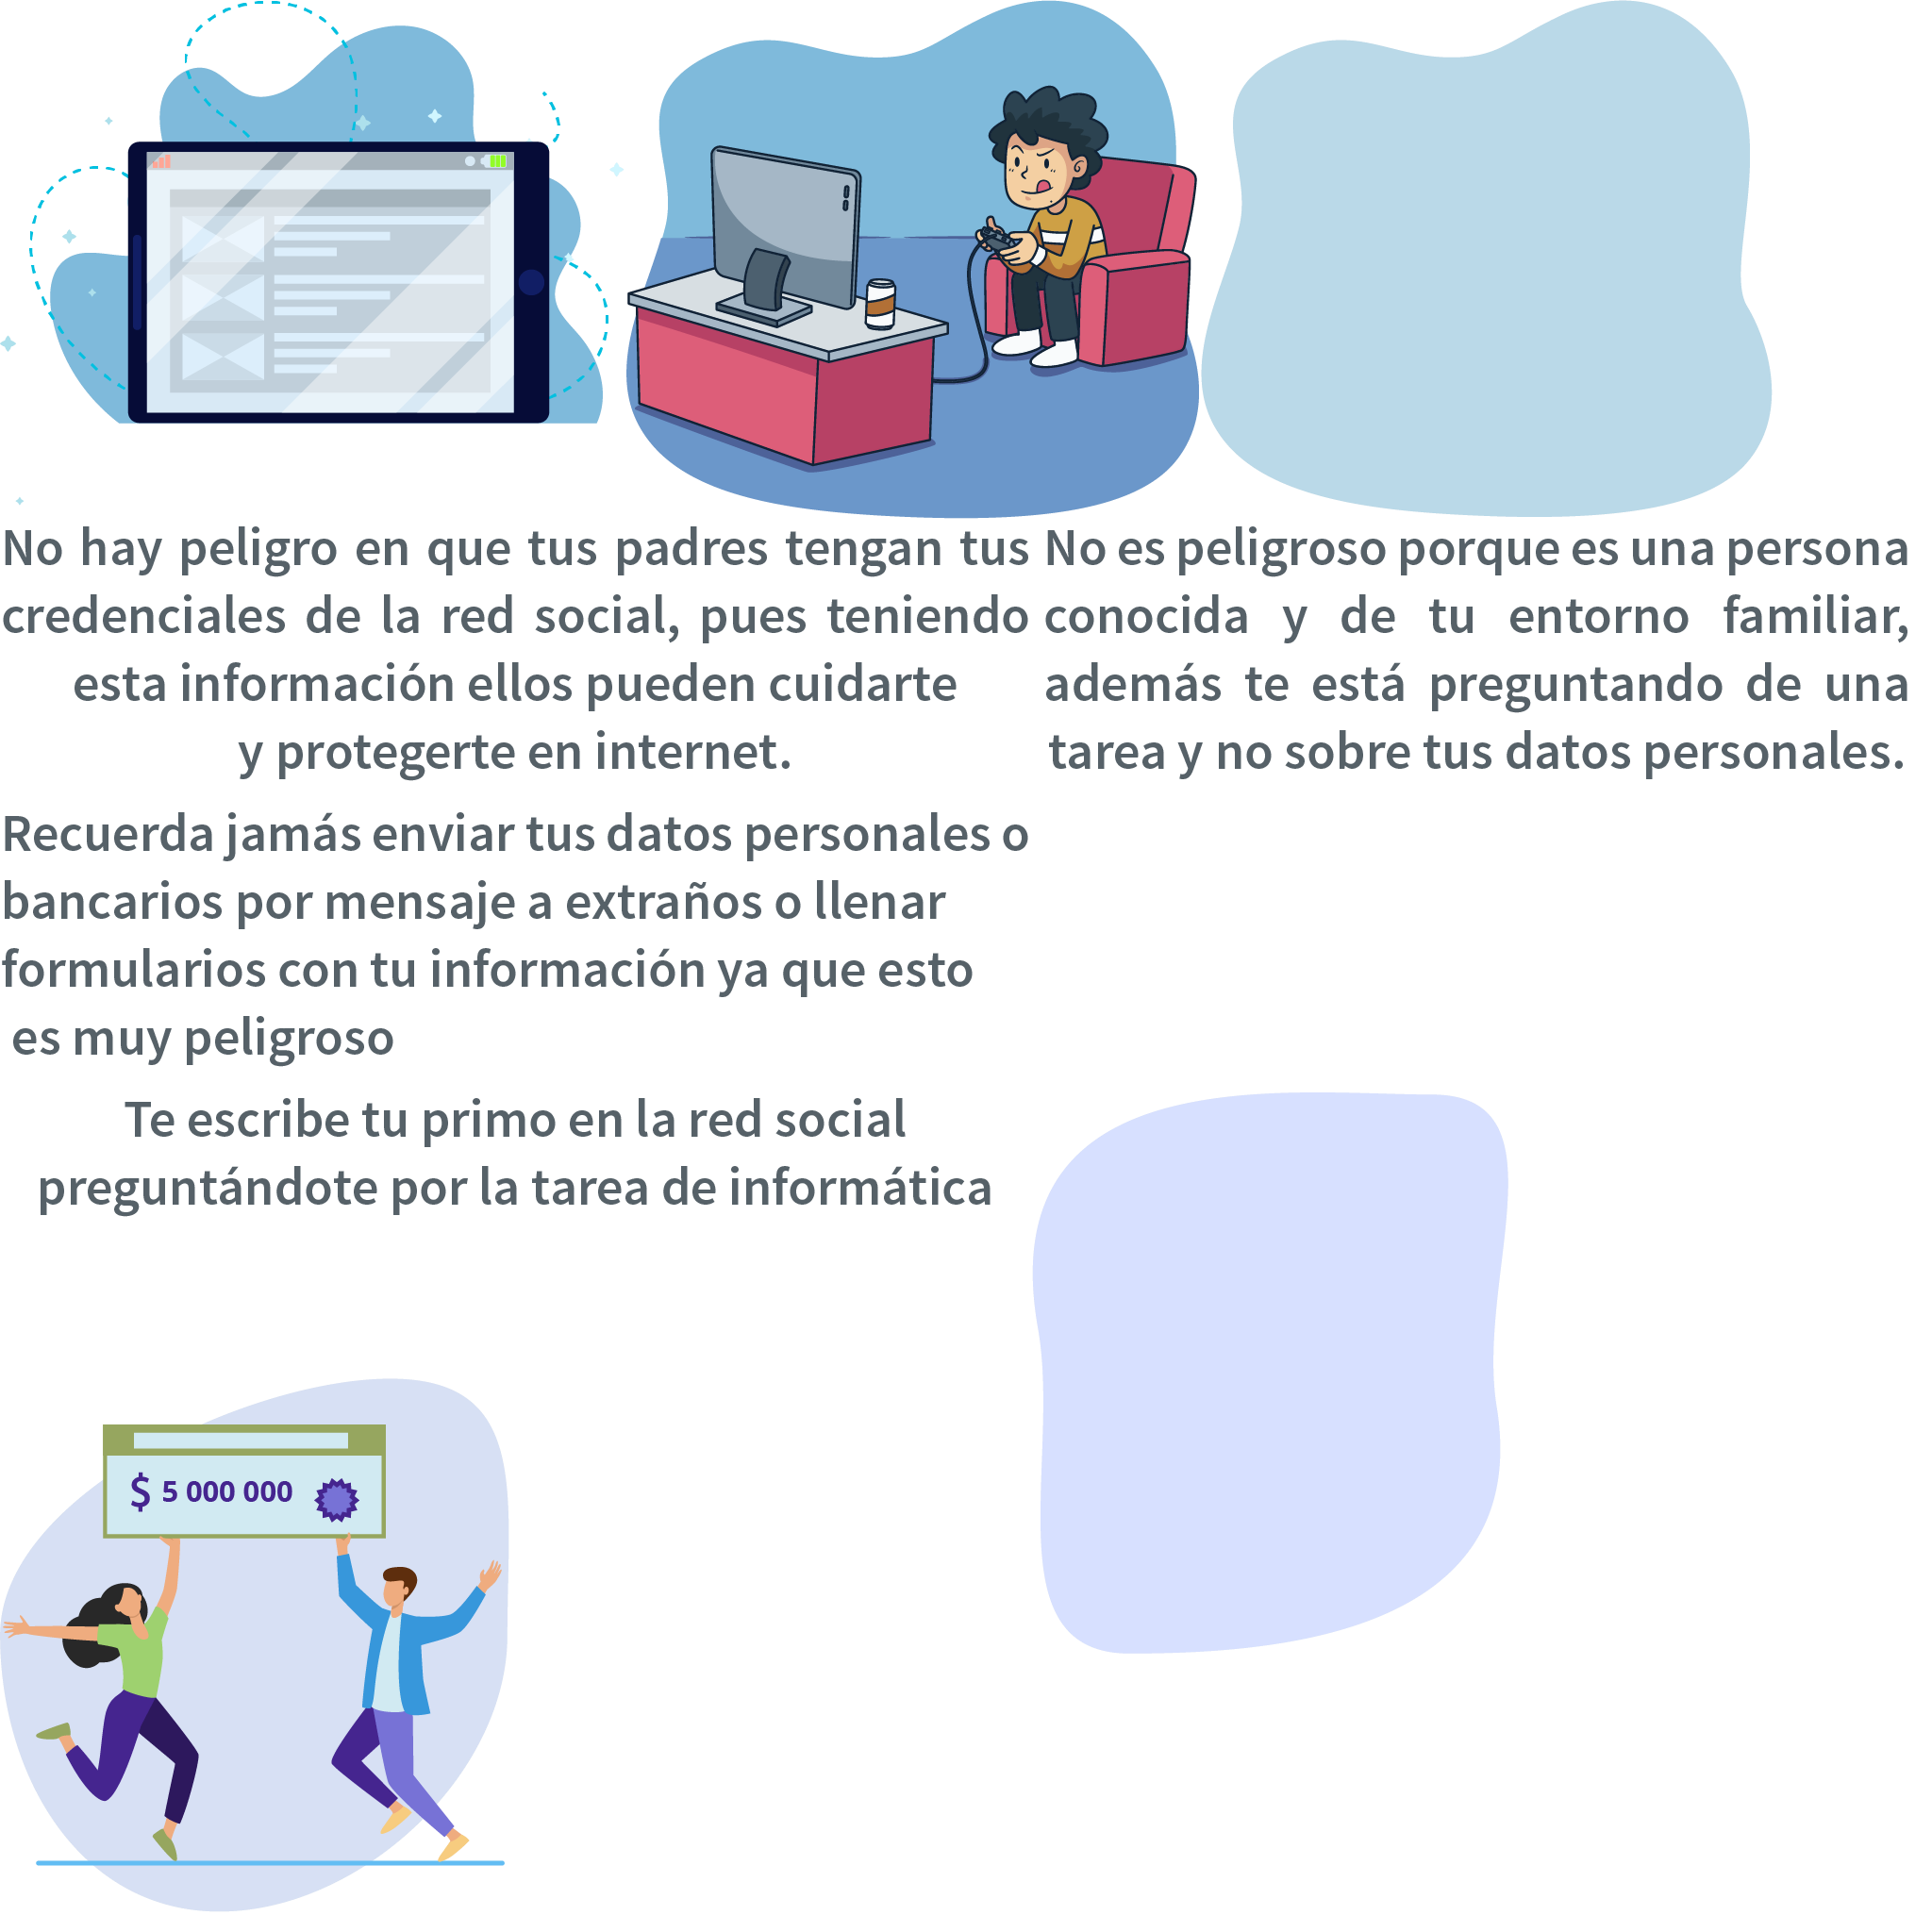 No hay peligro en que tus padres tengan tus
credenciales de la red social, pues teniendo
esta información ellos pueden cuidarte
y protegerte en internet.
No es peligroso porque es una persona
conocida y de tu entorno familiar,
además te está preguntando de una
tarea y no sobre tus datos personales.
Recuerda jamás enviar tus datos personales o
bancarios por mensaje a extraños o llenar
formularios con tu información ya que esto
es muy peligroso
Te escribe tu primo en la red social
preguntándote por la tarea de informática
$ 5 000 000